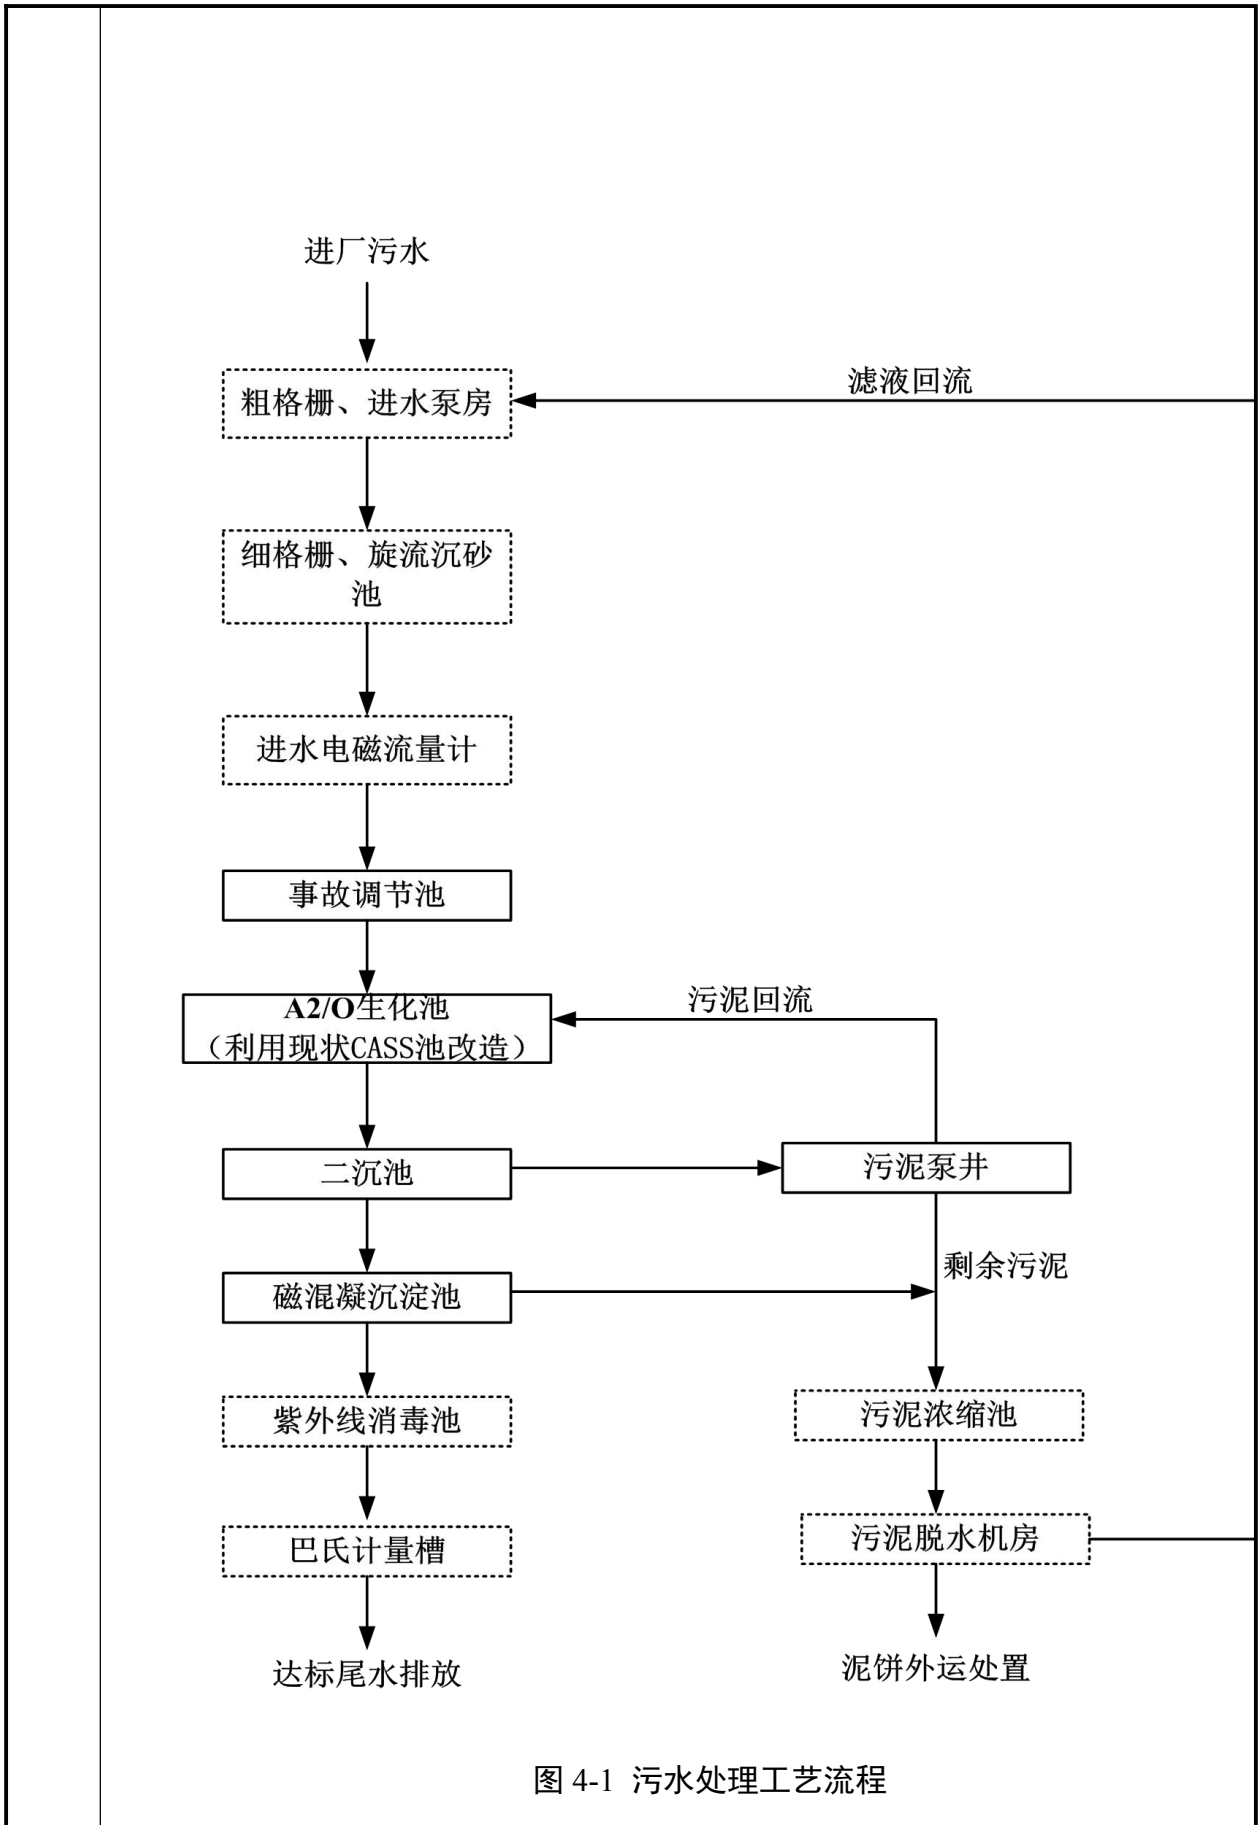 进厂污水
滤液回流
粗格栅、进水泵房
细格栅、旋流沉砂
池
进水电磁流量计
事故调节池
A2/O生化池
（利用现状CASS池改造）
污泥回流
二沉池
污泥泵井
剩余污泥
磁混凝沉淀池
紫外线消毒池
污泥浓缩池
巴氏计量槽
污泥脱水机房
达标尾水排放
泥饼外运处置
图 4-1 污水处理工艺流程